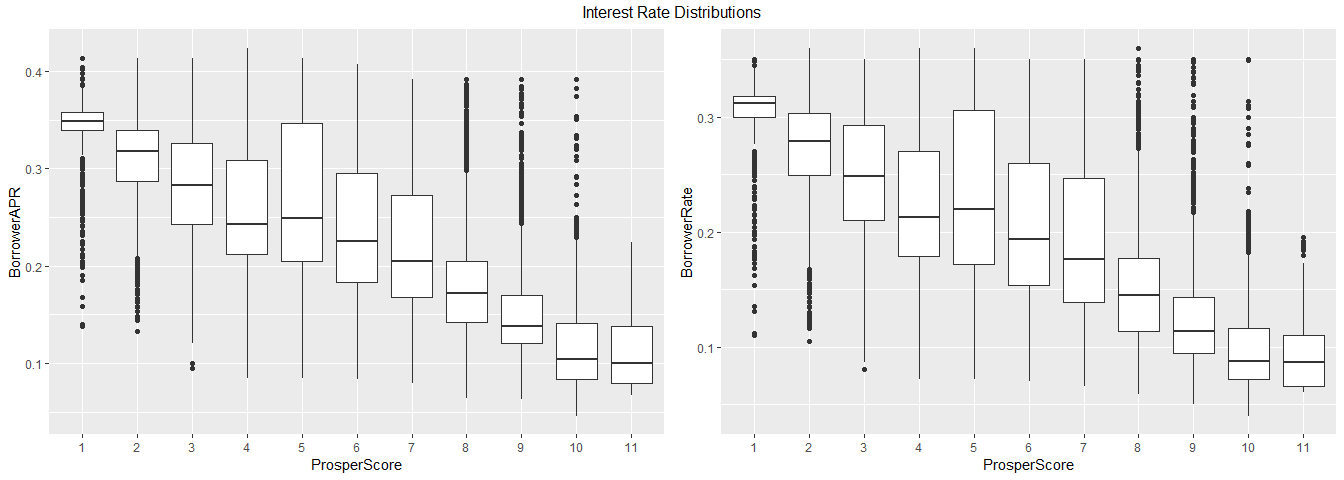 Interest Rate Distributions
BorrowerAPR
0.4
0.3
0.2
0.1
1 2 3 4 5 6 7 8 9 10 11
ProsperScore
BorrowerRate
0.3
0.2
0.1
1 2 3 4 5 6 7 8 9 10 11
ProsperScore